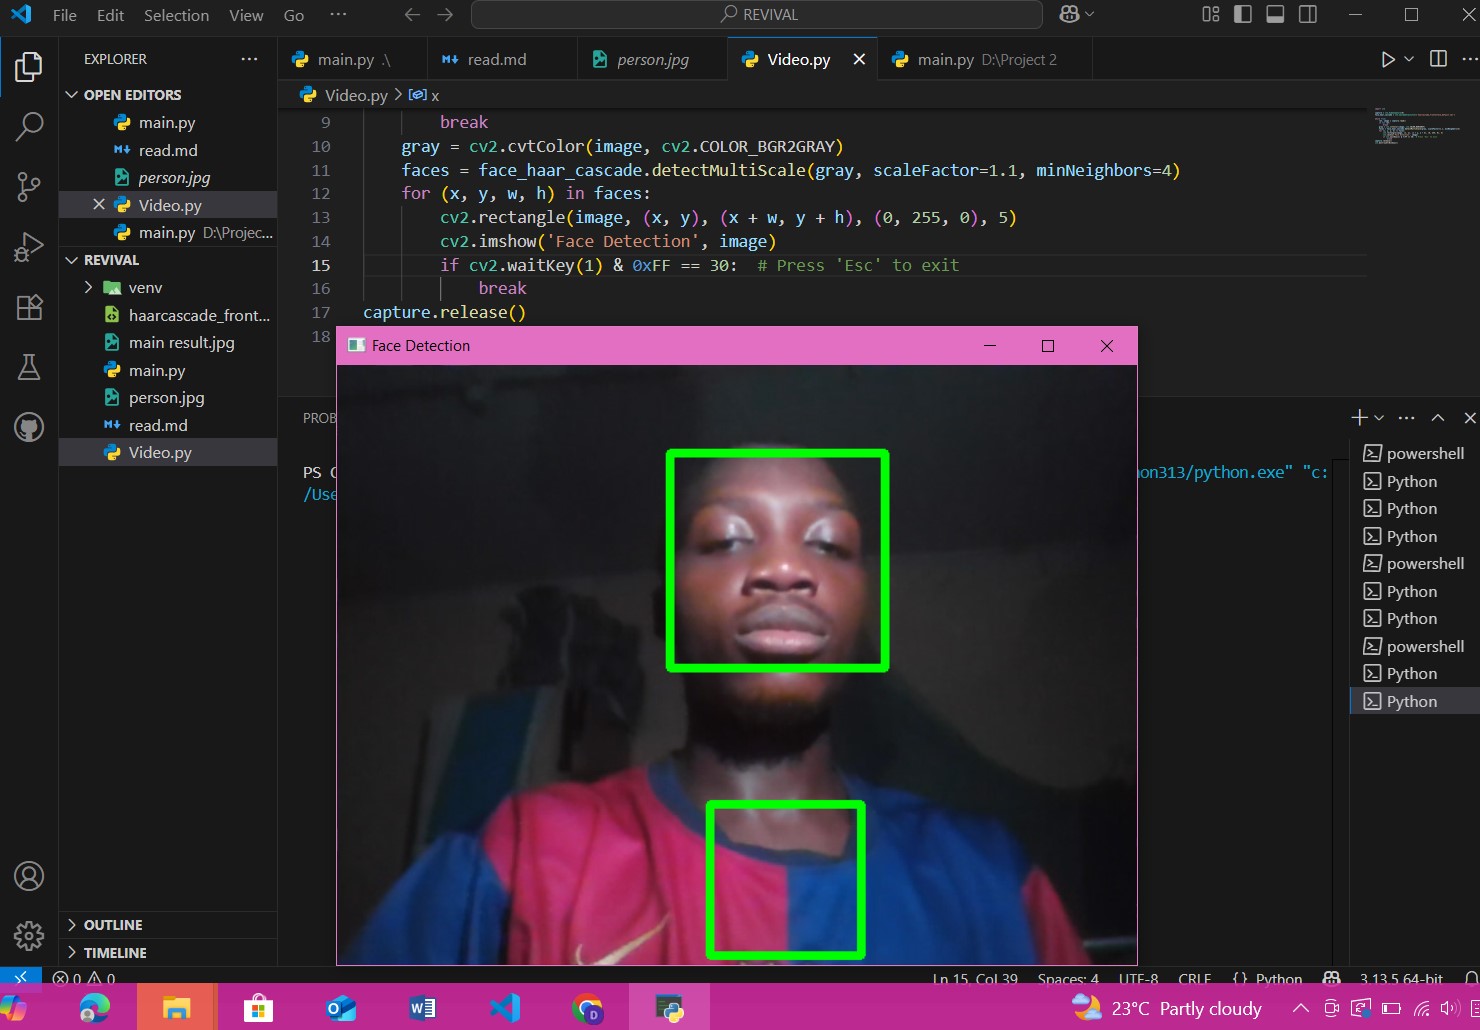 File Edit Selection View Go ··· REVIVAL
EXPLORER
main.py .\ read.md person.jpg Video.py main.py D:\Project 2
OPEN EDITORS
main.py
read.md
person.jpg
Video.py
main.py D:\Projec...
REVIVAL
venv
haarcascade_front...
main result.jpg
main.py
person.jpg
read.md
Video.py
OUTLINE
TIMELINE
Video.py > x
9 break
10 gray = cv2.cvtColor(image, cv2.COLOR_BGR2GRAY)
11 faces = face_haar_cascade.detectMultiScale(gray, scaleFactor=1.1, minNeighbors=4)
12 for (x, y, w, h) in faces:
13 cv2.rectangle(image, (x, y), (x + w, y + h), (0, 255, 0), 5)
14 cv2.imshow('Face Detection', image)
15 if cv2.waitKey(1) & 0xFF == 30:  # Press 'Esc' to exit
16 break
17 capture.release()
18
Face Detection
PROB
PS C
on313/python.exe" "c:
/Use
powershell
Python
Python
Python
powershell
Python
Python
powershell
Python
Python
0 0 Ln 15, Col 39 Spaces: 4 UTF-8 CRLF {} Python 3.13.5 64-bit
23°C Partly cloudy